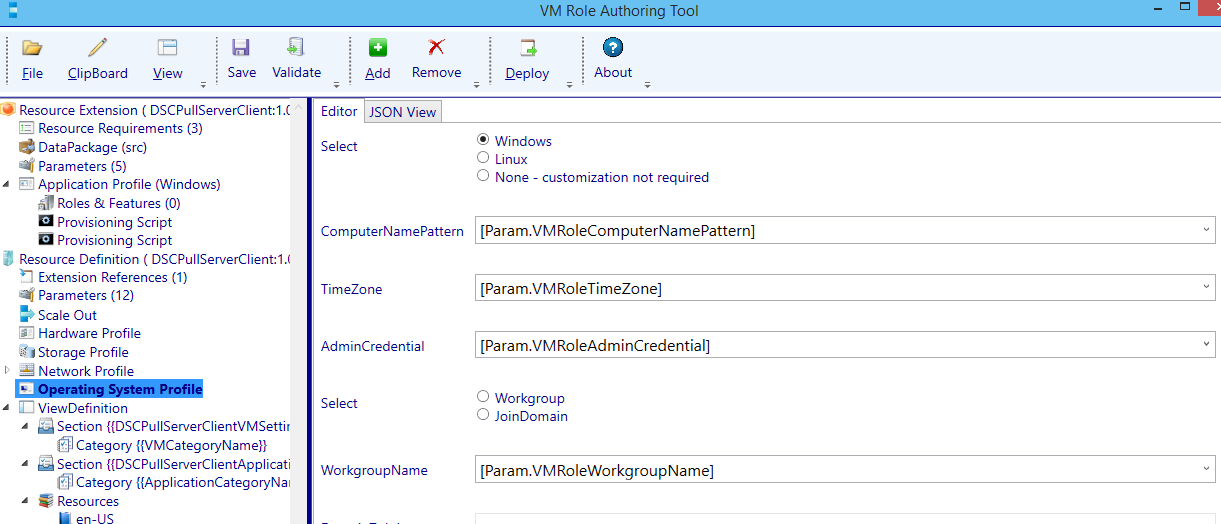 VM Role Authoring Tool
File
ClipBoard
View
Save
Validate
Add
Remove
Deploy
About
Resource Extension ( DSCPullServerClient:1.0
Resource Requirements (3)
DataPackage (src)
Parameters (5)
Application Profile (Windows)
Roles & Features (0)
Provisioning Script
Provisioning Script
Resource Definition ( DSCPullServerClient:1.0
Extension References (1)
Parameters (12)
Scale Out
Hardware Profile
Storage Profile
Network Profile
Operating System Profile
ViewDefinition
Section {{DSCPullServerClientVMSettin
Category {{VMCategoryName}}
Section {{DSCPullServerClientApplicati
Category {{ApplicationCategoryNa
Resources
en-US
Editor
JSON View
Select
Windows
Linux
None - customization not required
ComputerNamePattern
[Param.VMRoleComputerNamePattern]
TimeZone
[Param.VMRoleTimeZone]
AdminCredential
[Param.VMRoleAdminCredential]
Select
Workgroup
JoinDomain
WorkgroupName
[Param.VMRoleWorkgroupName]